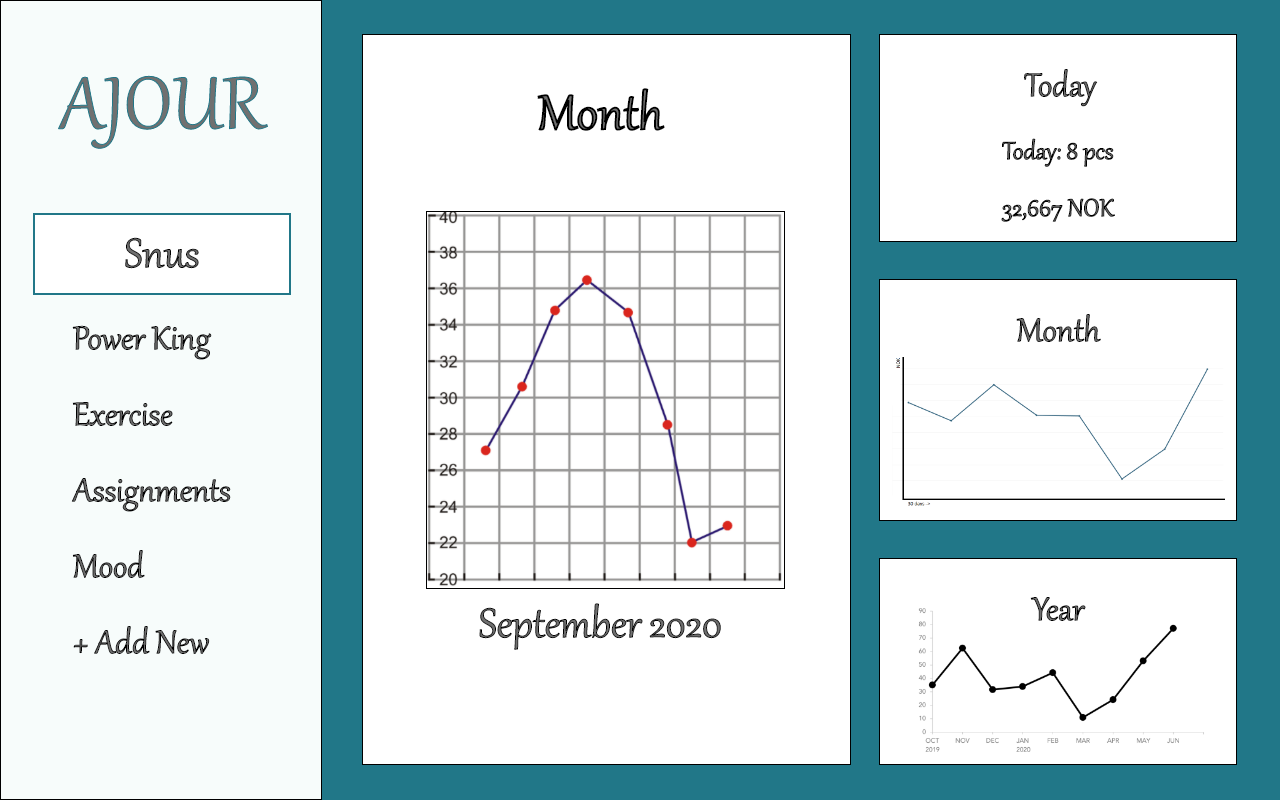 AJOUR
Snus
Power King
Exercise
Assignments
Mood
+ Add New
Month
40
38
36
34
32
30
28
26
24
22
20
September 2020
Today
Today: 8 pcs
32,667 NOK
Month
NOK
Year
90
80
70
60
50
40
30
20
10
0
OCT NOV DEC JAN FEB MAR APR MAY JUN
2019 2020